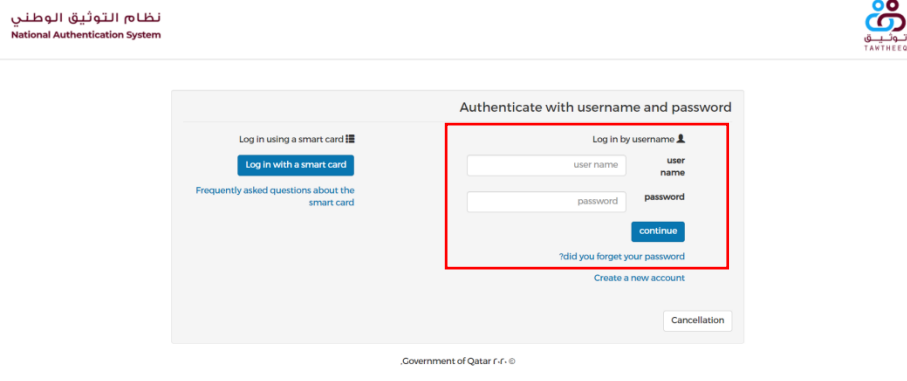 نظام التوثيق الوطني
National Authentication System
توثيق
TAWTHEEQ
Authenticate with username and password
Log in by username
user name
user
name
password
password
continue
?did you forget your password
Create a new account
Log in using a smart card
Log in with a smart card
Frequently asked questions about the
smart card
Cancellation
.Government of Qatar ٢٠٢٠ ©